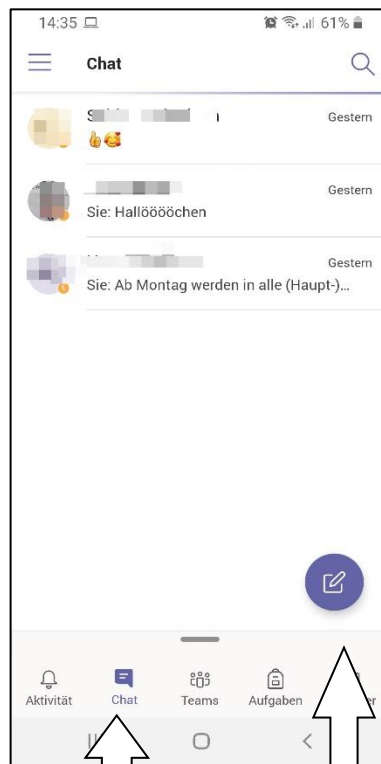 14:35 61%
Chat
Gestern
Gestern
Sie: Hallööööchen
Gestern
Sie: Ab Montag werden in alle (Haupt-)...
Aktivität Chat Teams Aufgaben